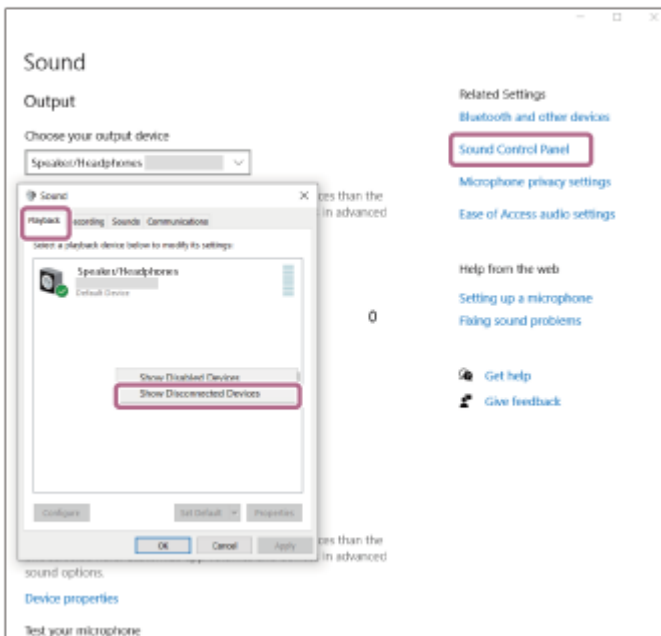 Sound
Output
Choose your output device
Speaker/Headphones
Sound
Playback
Recording
Sounds
Communications
Select a playback device below to modify its settings:
Speaker/Headphones
Default Device
Show Disabled Devices
Show Disconnected Devices
Configure
Set Default
Properties
OK
Cancel
Apply
ces than the
in advanced
0
ces than the
in advanced
sound options.
Device properties
Test your microphone
Related Settings
Bluetooth and other devices
Sound Control Panel
Microphone privacy settings
Ease of Access audio settings
Help from the web
Setting up a microphone
Fixing sound problems
Get help
Give feedback